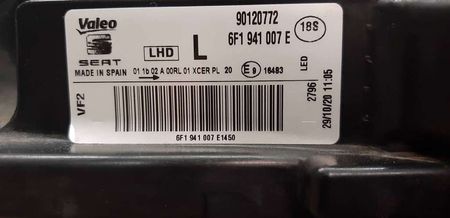 Valeo
SEAT
MADE IN SPAIN
LHD
L
90120772
6F1 941 007 E
18S
01 1b 02 A 00RL 01 XCER PL 20
E9 16483
LED
VF2
2796
29/10/20 11:05
6F1 941 007 E1450